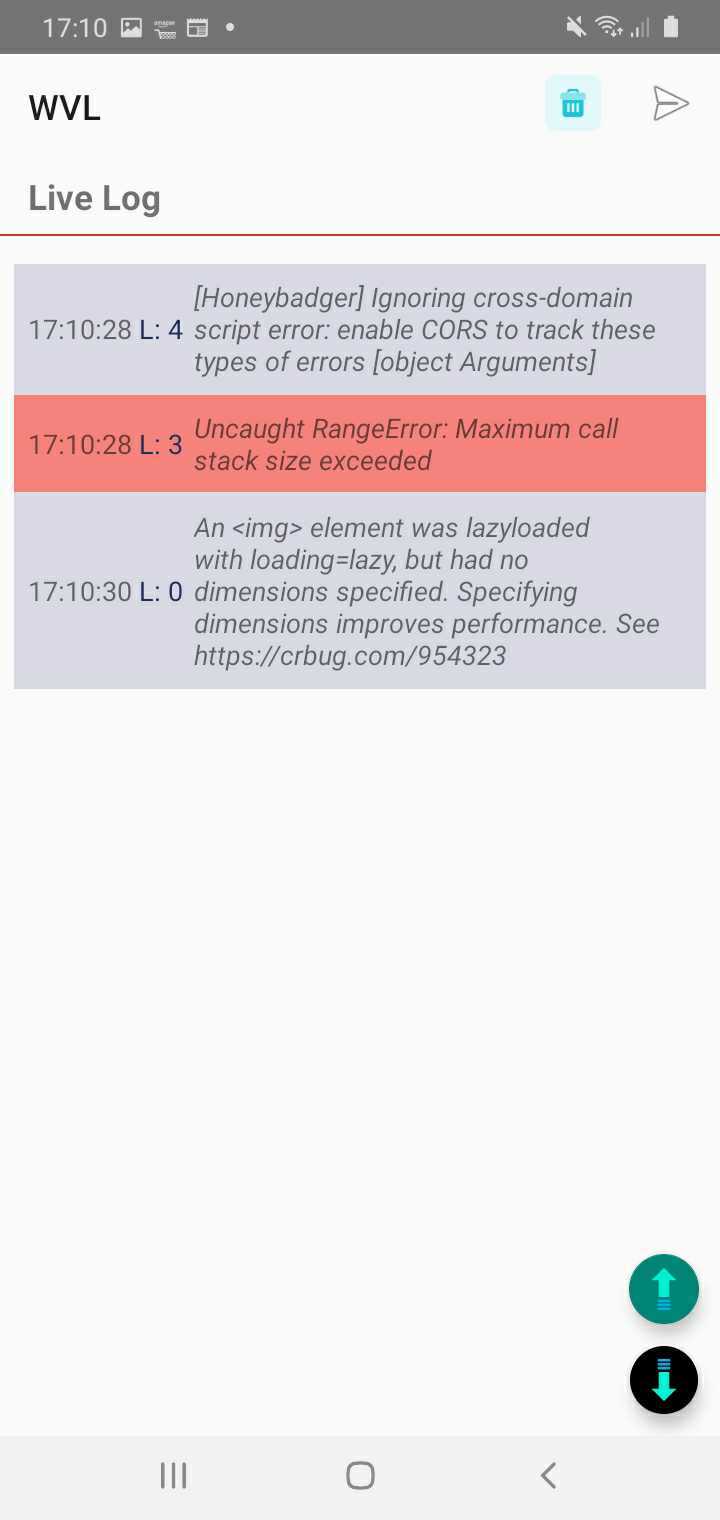 17:10
WVL
Live Log
[Honeybadger] Ignoring cross-domain
17:10:28 L: 4 script error: enable CORS to track these
types of errors [object Arguments]
Uncaught RangeError: Maximum call
17:10:28 L: 3
stack size exceeded
An <img> element was lazyloaded
with loading=lazy, but had no
17:10:30 L: 0 dimensions specified. Specifying
dimensions improves performance. See
https://crbug.com/954323